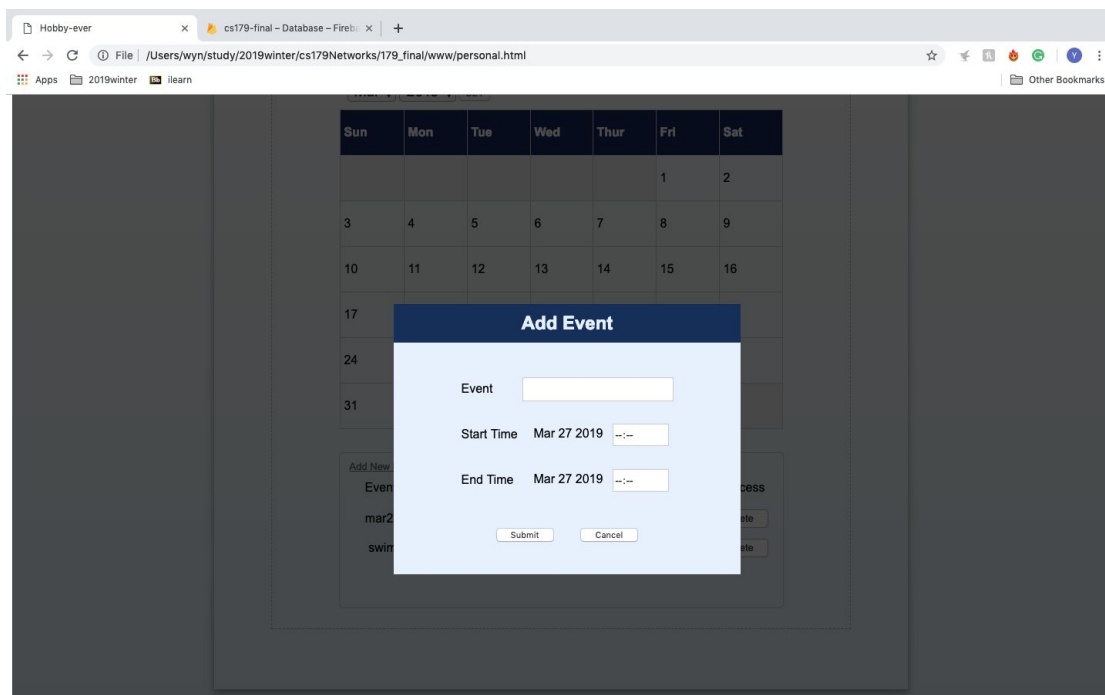 Hobby-ever × cs179-final – Database – Fireba × +
File | /Users/wyn/study/2019winter/cs179Networks/179_final/www/personal.html Y
Apps 2019winter ilearn Other Bookmarks
Sun Mon Tue Wed Thur Fri Sat
1 2
3 4 5 6 7 8 9
10 11 12 13 14 15 16
17
24
31
Add Event
Event
Start Time Mar 27 2019 --:--
End Time Mar 27 2019 --:--
Submit Cancel
Add New
Even cess
mar2 ete
swim ete